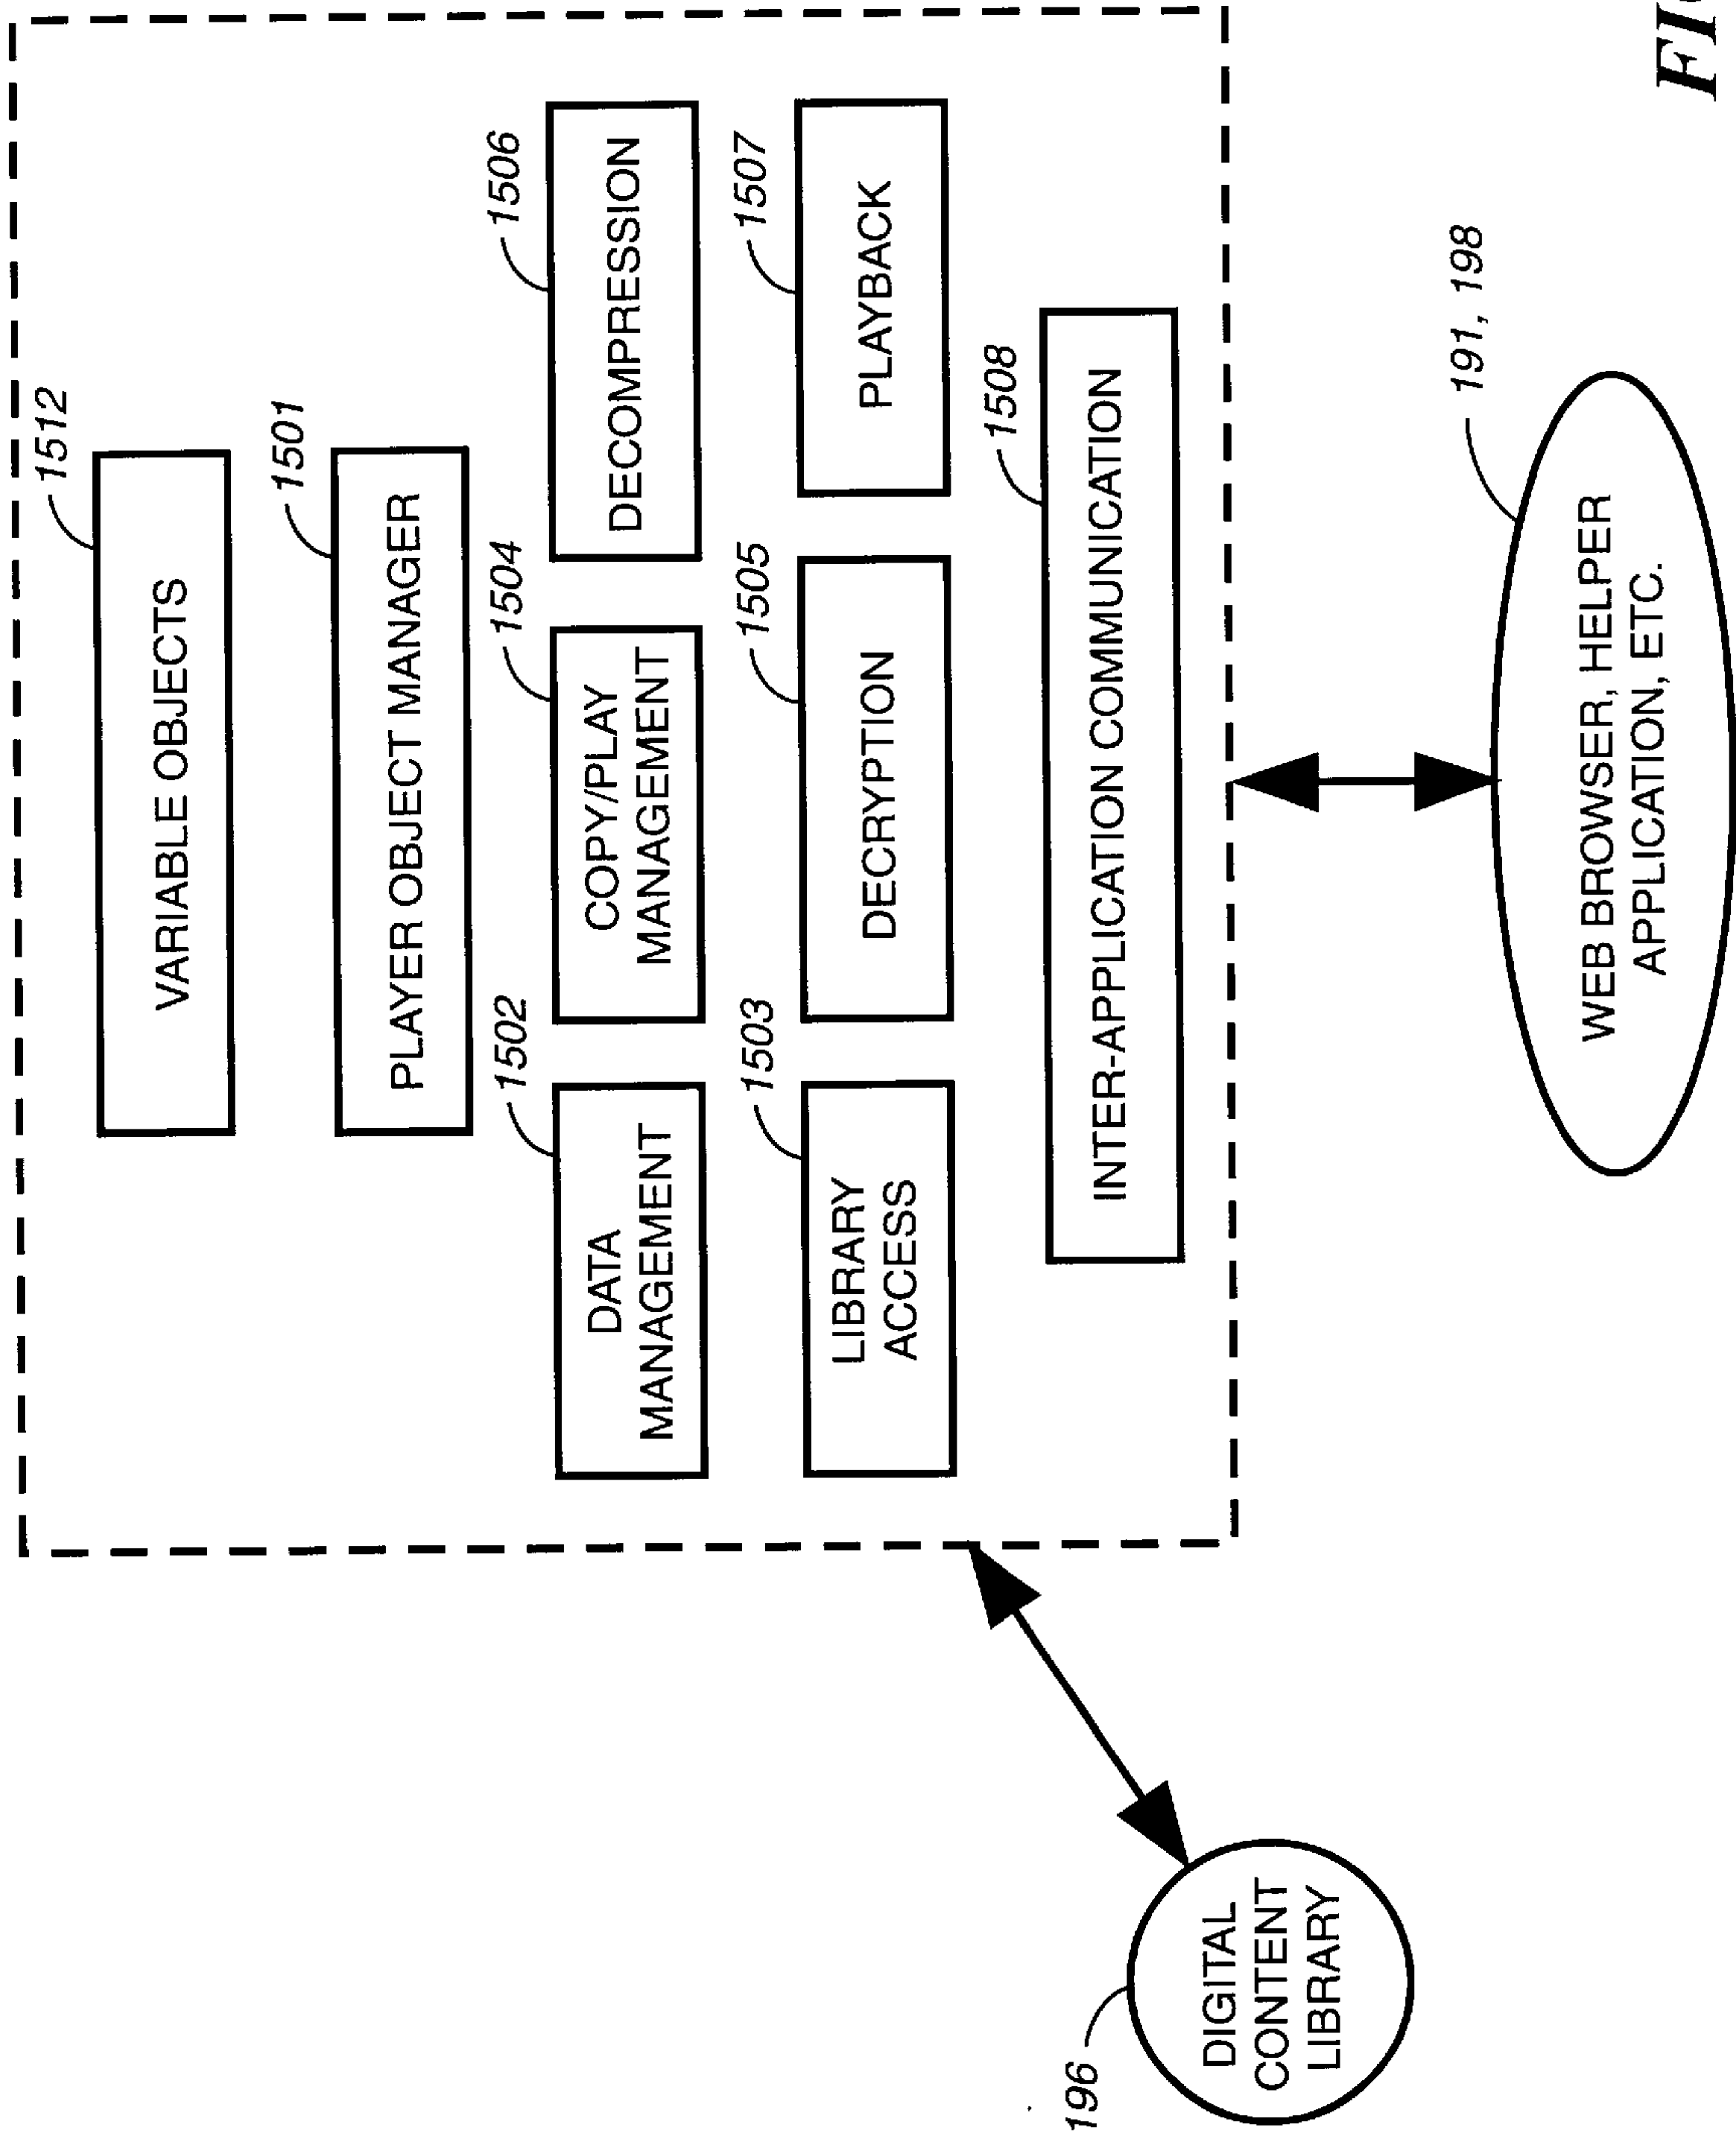 1512
VARIABLE OBJECTS
1501
PLAYER OBJECT MANAGER
1502
DATA
MANAGEMENT
1504
COPY/PLAY
MANAGEMENT
1506
DECOMPRESSION
1503
LIBRARY
ACCESS
1505
DECRYPTION
1507
PLAYBACK
1508
INTER-APPLICATION COMMUNICATION
196
DIGITAL
CONTENT
LIBRARY
191, 198
WEB BROWSER, HELPER
APPLICATION, ETC.